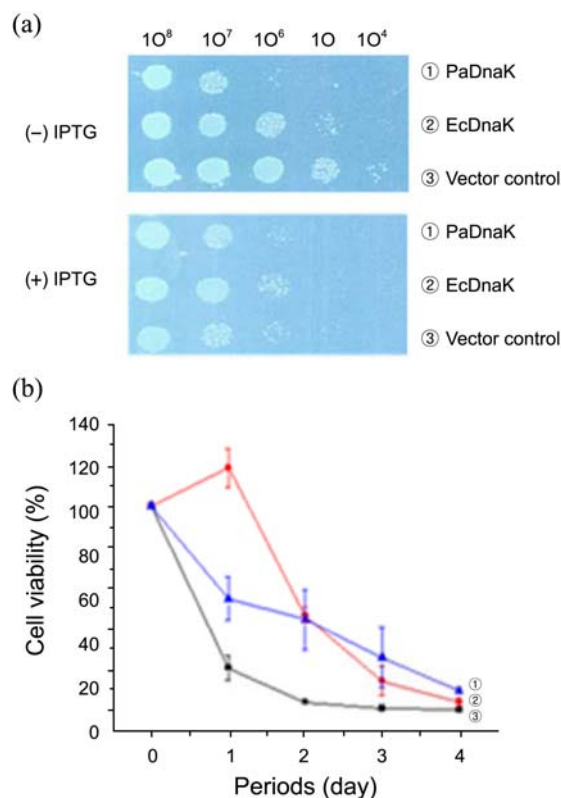 (a)
10⁸ 10⁷ 10⁶ 10 10⁴
(−) IPTG
① PaDnaK
② EcDnaK
③ Vector control
(+) IPTG
① PaDnaK
② EcDnaK
③ Vector control
(b)
140
120
100
80
60
40
20
0
Cell viability (%)
①
②
③
0 1 2 3 4
Periods (day)